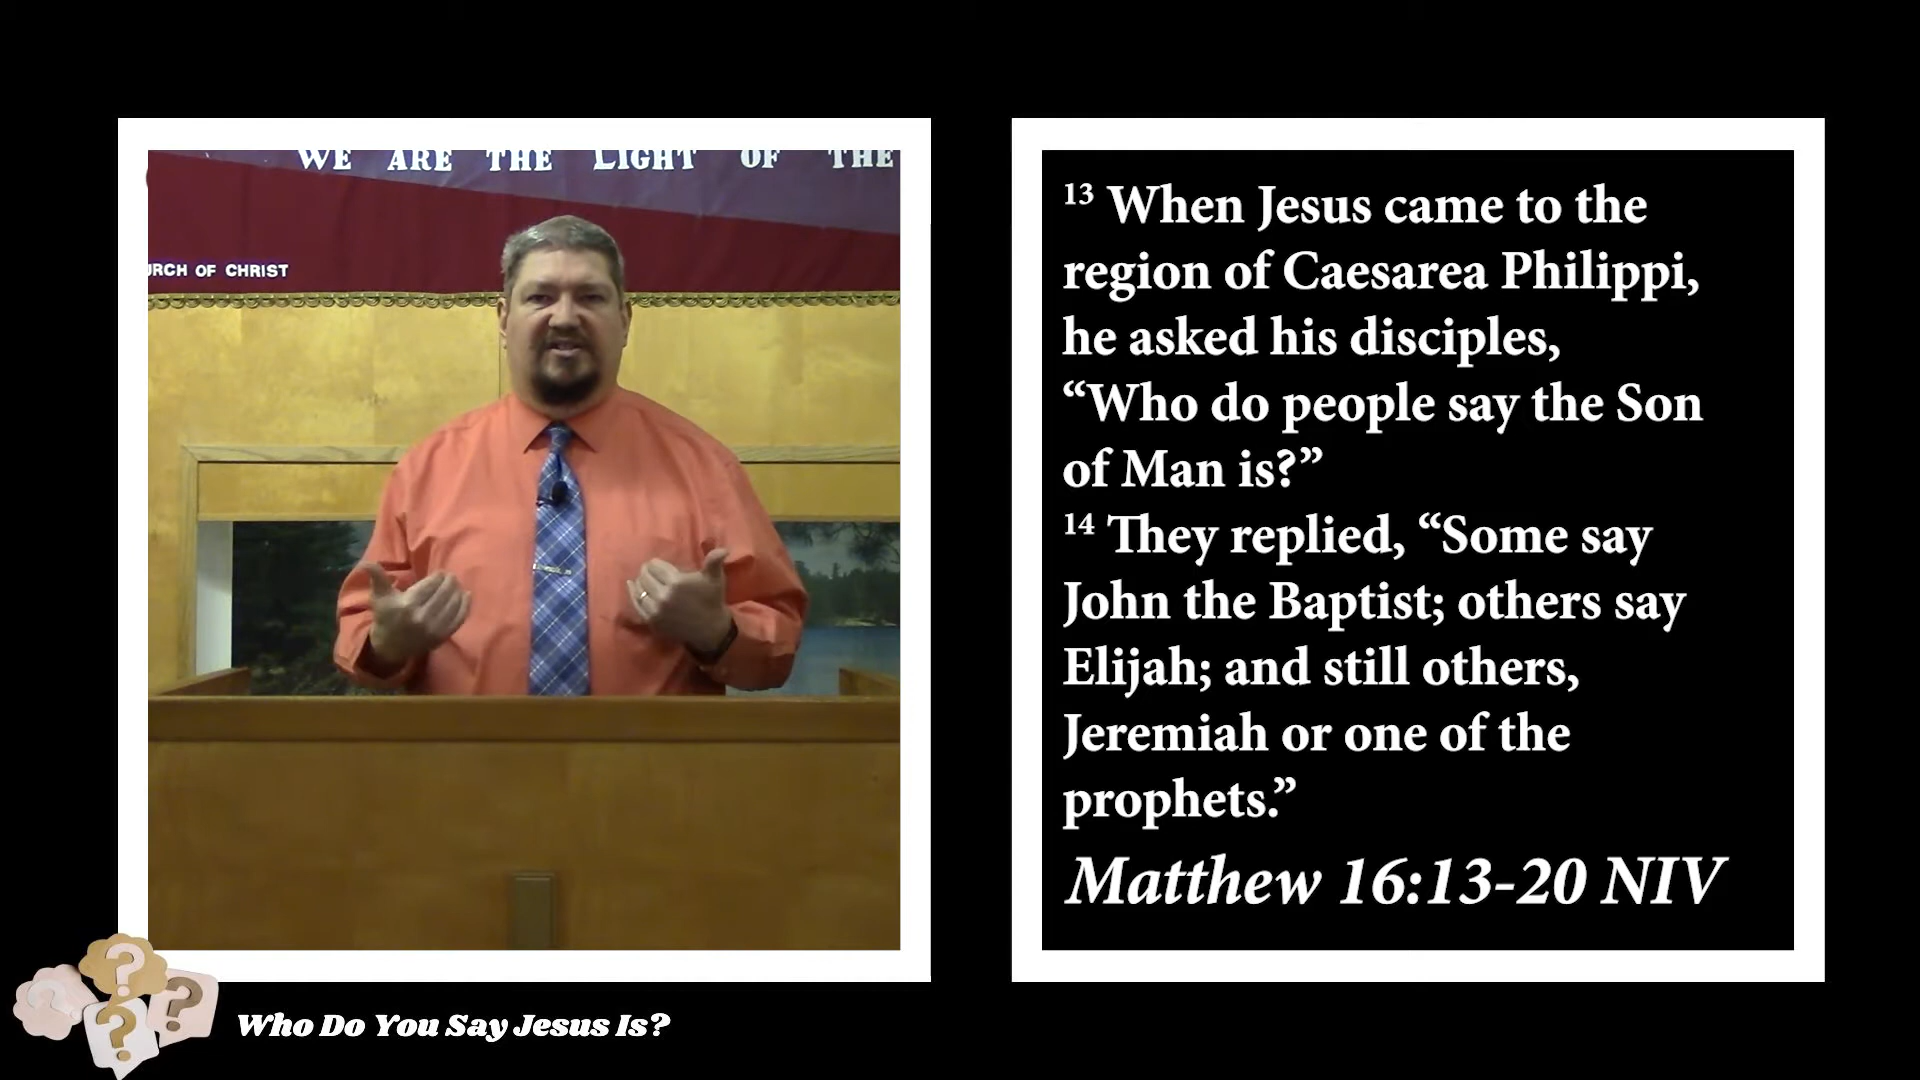 WE ARE THE LIGHT OF THE
URCH OF CHRIST
13 When Jesus came to the
region of Caesarea Philippi,
he asked his disciples,
“Who do people say the Son
of Man is?”
14 They replied, “Some say
John the Baptist; others say
Elijah; and still others,
Jeremiah or one of the
prophets.”
Matthew 16:13-20 NIV
? ? ? ?
Who Do You Say Jesus Is?